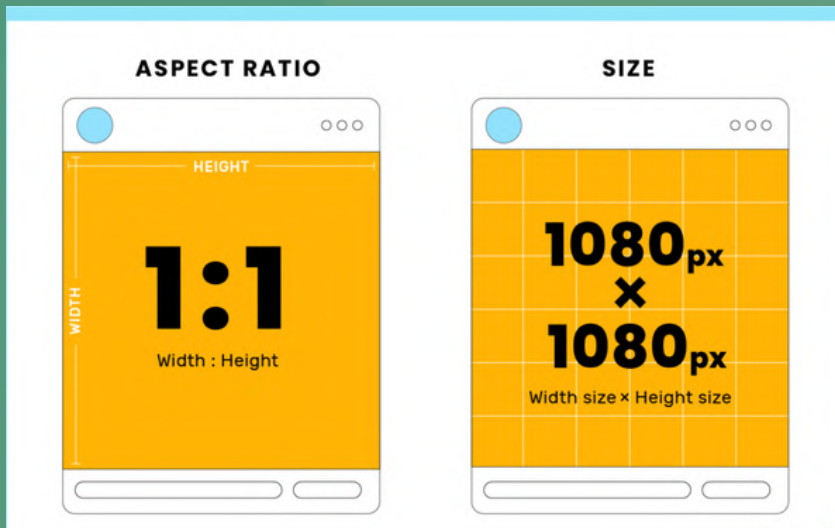 ASPECT RATIO
HEIGHT
WIDTH
1:1
Width : Height
SIZE
1080px
×
1080px
Width size × Height size